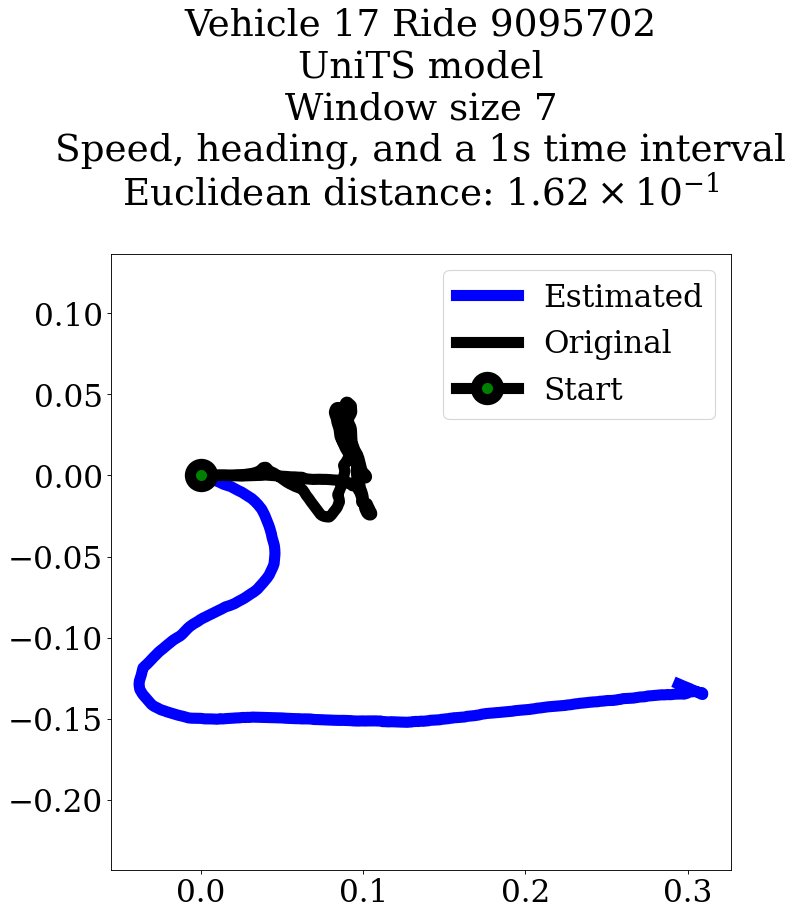 Vehicle 17 Ride 9095702
UniTS model
Window size 7
Speed, heading, and a 1s time interval
Euclidean distance: 1.62 × 10⁻¹
Estimated
Original
Start
0.10
0.05
0.00
−0.05
−0.10
−0.15
−0.20
0.0 0.1 0.2 0.3